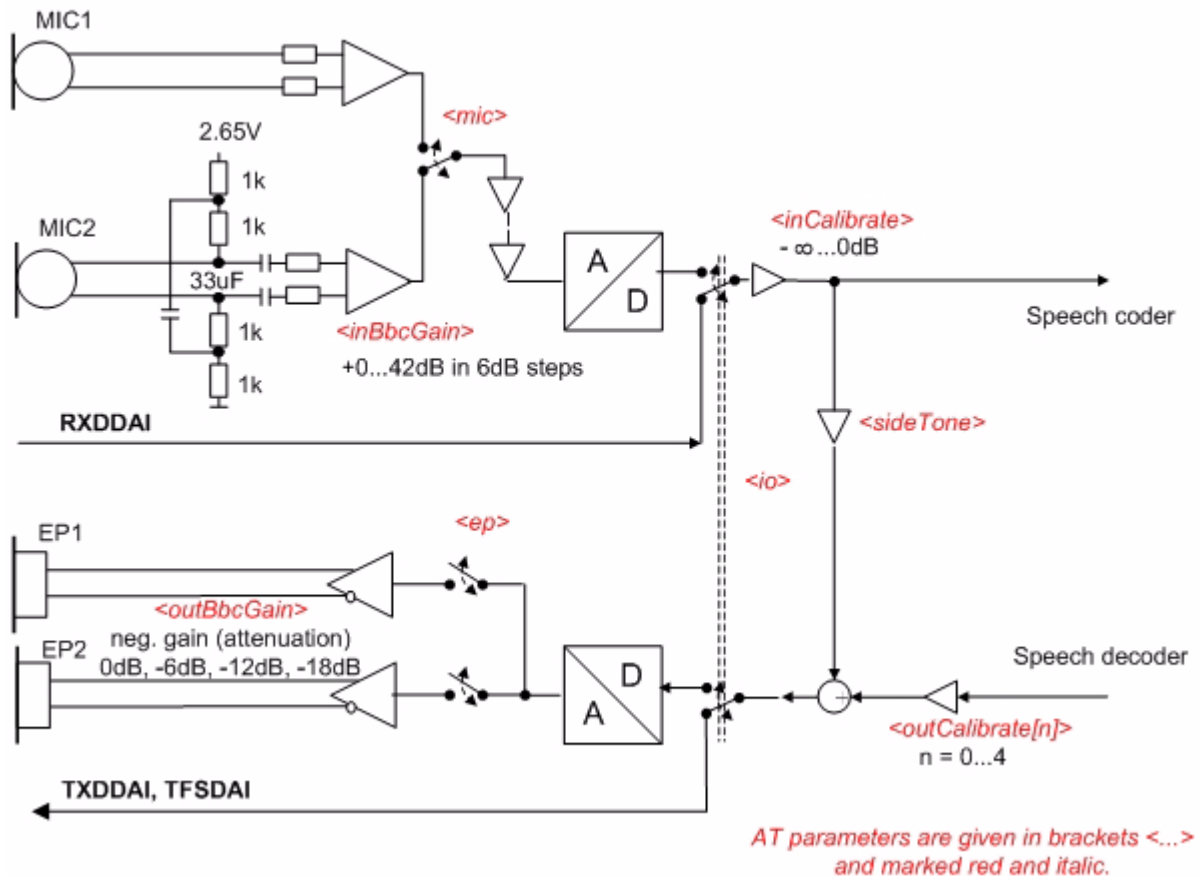 MIC1
<mic>
2.65V
1k
1k
MIC2
33uF
1k
1k
<inBbcGain>
+0...42dB in 6dB steps
A
D
<inCalibrate>
- ∞ ...0dB
Speech coder
RXDDAI
<sideTone>
<io>
EP1
<ep>
<outBbcGain>
neg. gain (attenuation)
0dB, -6dB, -12dB, -18dB
EP2
D
A
Speech decoder
<outCalibrate[n]>
n = 0...4
TXDDAI, TFSDAI
AT parameters are given in brackets <...>
and marked red and italic.